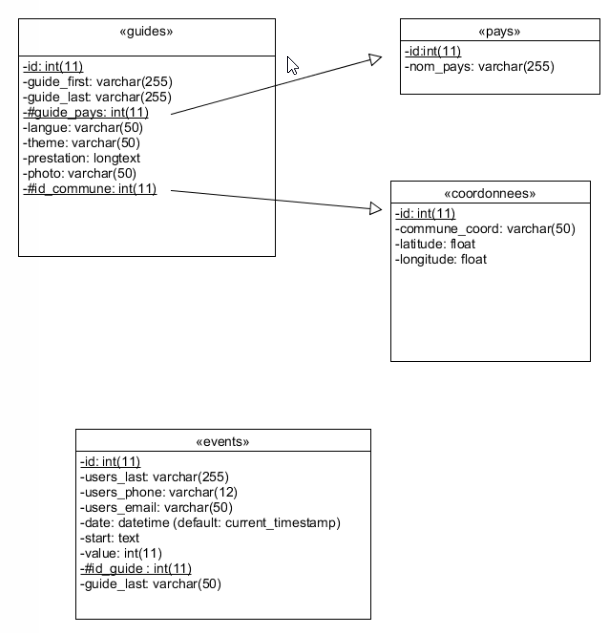 «guides»
-id: int(11)
-guide_first: varchar(255)
-guide_last: varchar(255)
-#guide_pays: int(11)
-langue: varchar(50)
-theme: varchar(50)
-prestation: longtext
-photo: varchar(50)
-#id_commune: int(11)
«pays»
-id:int(11)
-nom_pays: varchar(255)
«coordonnees»
-id: int(11)
-commune_coord: varchar(50)
-latitude: float
-longitude: float
«events»
-id: int(11)
-users_last: varchar(255)
-users_phone: varchar(12)
-users_email: varchar(50)
-date: datetime (default: current_timestamp)
-start: text
-value: int(11)
-#id_guide : int(11)
-guide_last: varchar(50)